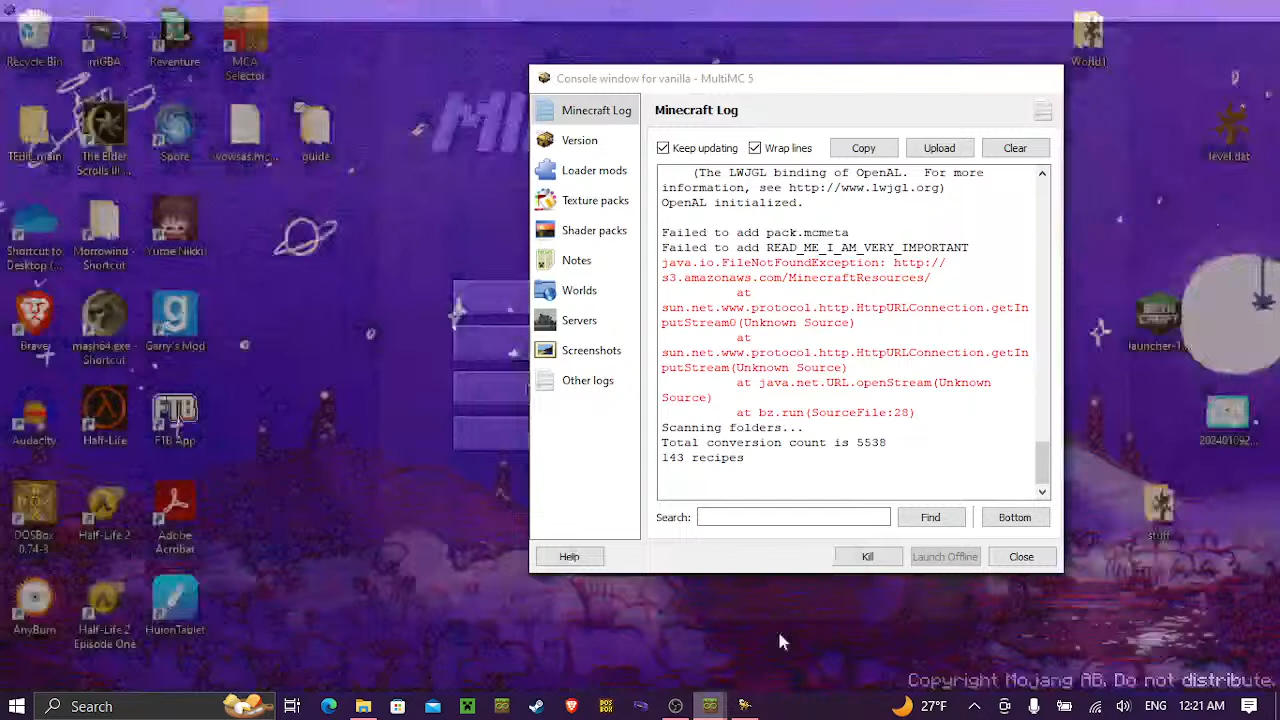 Recycle Bin
mGBA
Reventure
MCA
Selector
World1
TediE main
The Elder
Scrolls III ...
Spore
vowsas.mc...
guide
level.dat
Shortcut to
Desktop (...
Morrowind -
Shortcut
Yume Nikki
Brave
Shortcut
Garry's Mod
launcher-1...
Audacity
Half-Life
FTB App
20240109Z...
DOSBox
0.74-3
Half-Life 2
Adobe
Acrobat
stuff
AnyBurn
Half-Life 2
Episode One
HuionTablet
Console window for vanilla - MultiMC 5
Minecraft Log
Version
Loader mods
Texture packs
Shader packs
Notes
Worlds
Servers
Screenshots
Other logs
Minecraft Log
Keep updating
Wrap lines
Copy
Upload
Clear
(The LWJGL binding of OpenAL.  For more
information, see http://www.lwjgl.org)
OpenAL initialized.
Failed to add pack.mcmeta
Failed to add READ_ME_I_AM_VERY_IMPORTANT
java.io.FileNotFoundException: http://
s3.amazonaws.com/MinecraftResources/
at
sun.net.www.protocol.http.HttpURLConnection.getIn
putStream0(Unknown Source)
at
sun.net.www.protocol.http.HttpURLConnection.getIn
putStream(Unknown Source)
at java.net.URL.openStream(Unknown
Source)
at bz.run(SourceFile:28)
Scanning folders...
Total conversion count is 5538
143 recipes
Search:
Find
Bottom
Help
Kill
Launch Offline
Close
Copyright Mojang AB. Do not distribute.
Search
27°
12:21 AM